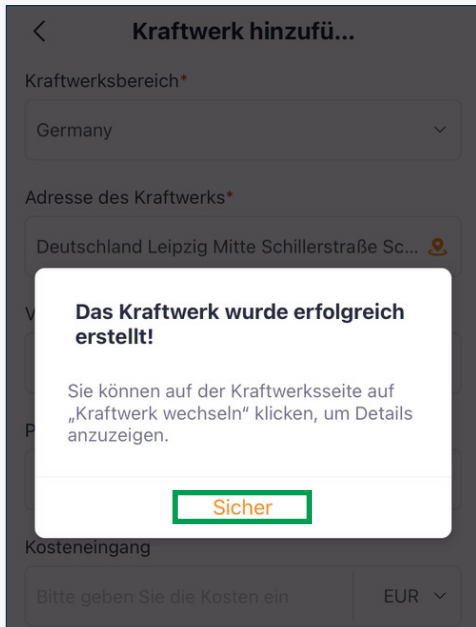 Kraftwerk hinzufü...
Kraftwerksbereich*
Germany
Adresse des Kraftwerks*
Deutschland Leipzig Mitte Schillerstraße Sc...
V
Das Kraftwerk wurde erfolgreich
erstellt!
Sie können auf der Kraftwerksseite auf
„Kraftwerk wechseln“ klicken, um Details
anzuzeigen.
P
Sicher
Kosteneingang
Bitte geben Sie die Kosten ein
EUR